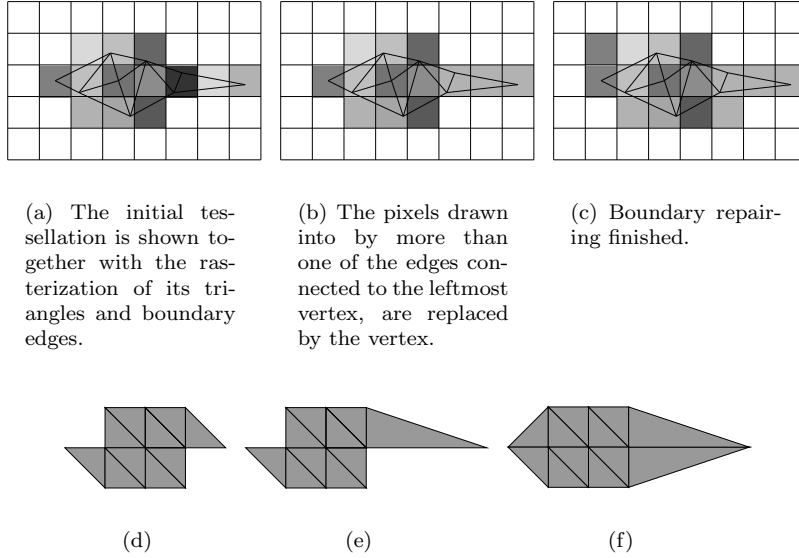 (a) The initial tes-
sellation is shown to-
gether with the ras-
terization of its tri-
angles and boundary
edges.
(b) The pixels drawn
into by more than
one of the edges con-
nected to the leftmost
vertex, are replaced
by the vertex.
(c) Boundary repair-
ing finished.
(d)
(e)
(f)